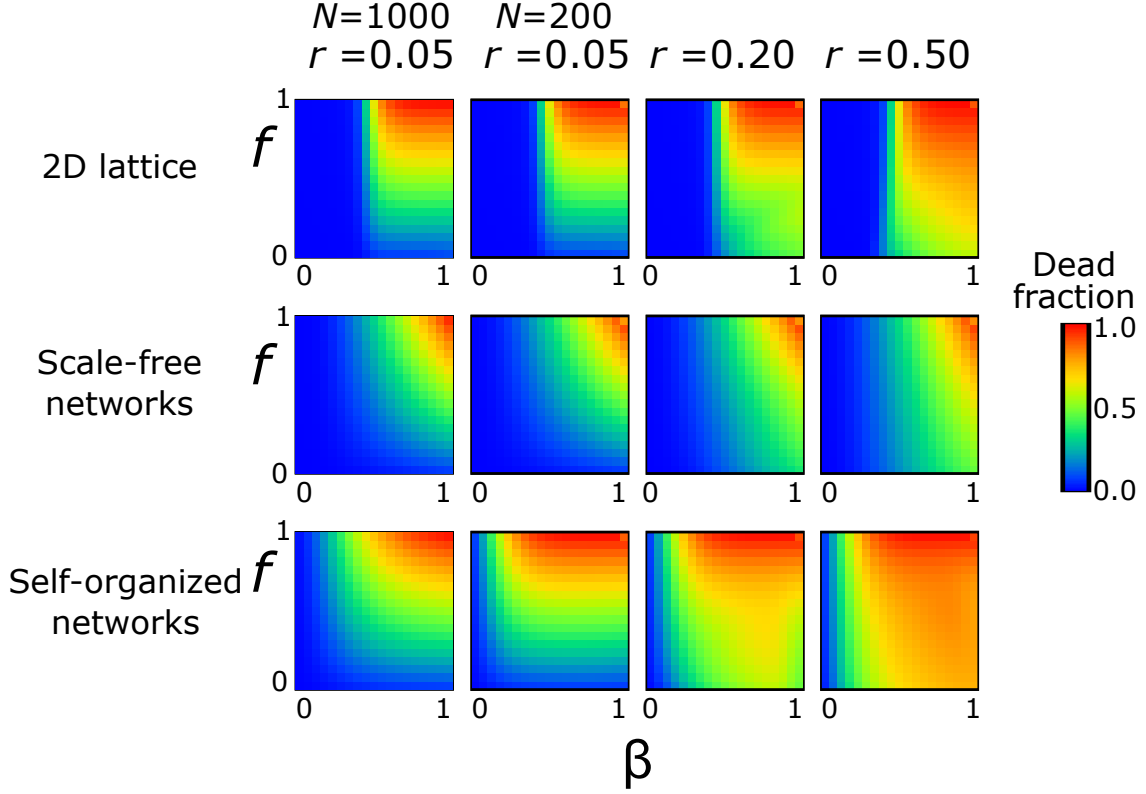 N=1000 N=200
r =0.05 r =0.05 r =0.20 r =0.50
2D lattice
f
1
0
0 1 0 1 0 1 0 1
Scale-free
networks
f
1
0
0 1 0 1 0 1 0 1
Self-organized
networks
f
1
0
0 1 0 1 0 1 0 1
β
Dead
fraction
1.0
0.5
0.0